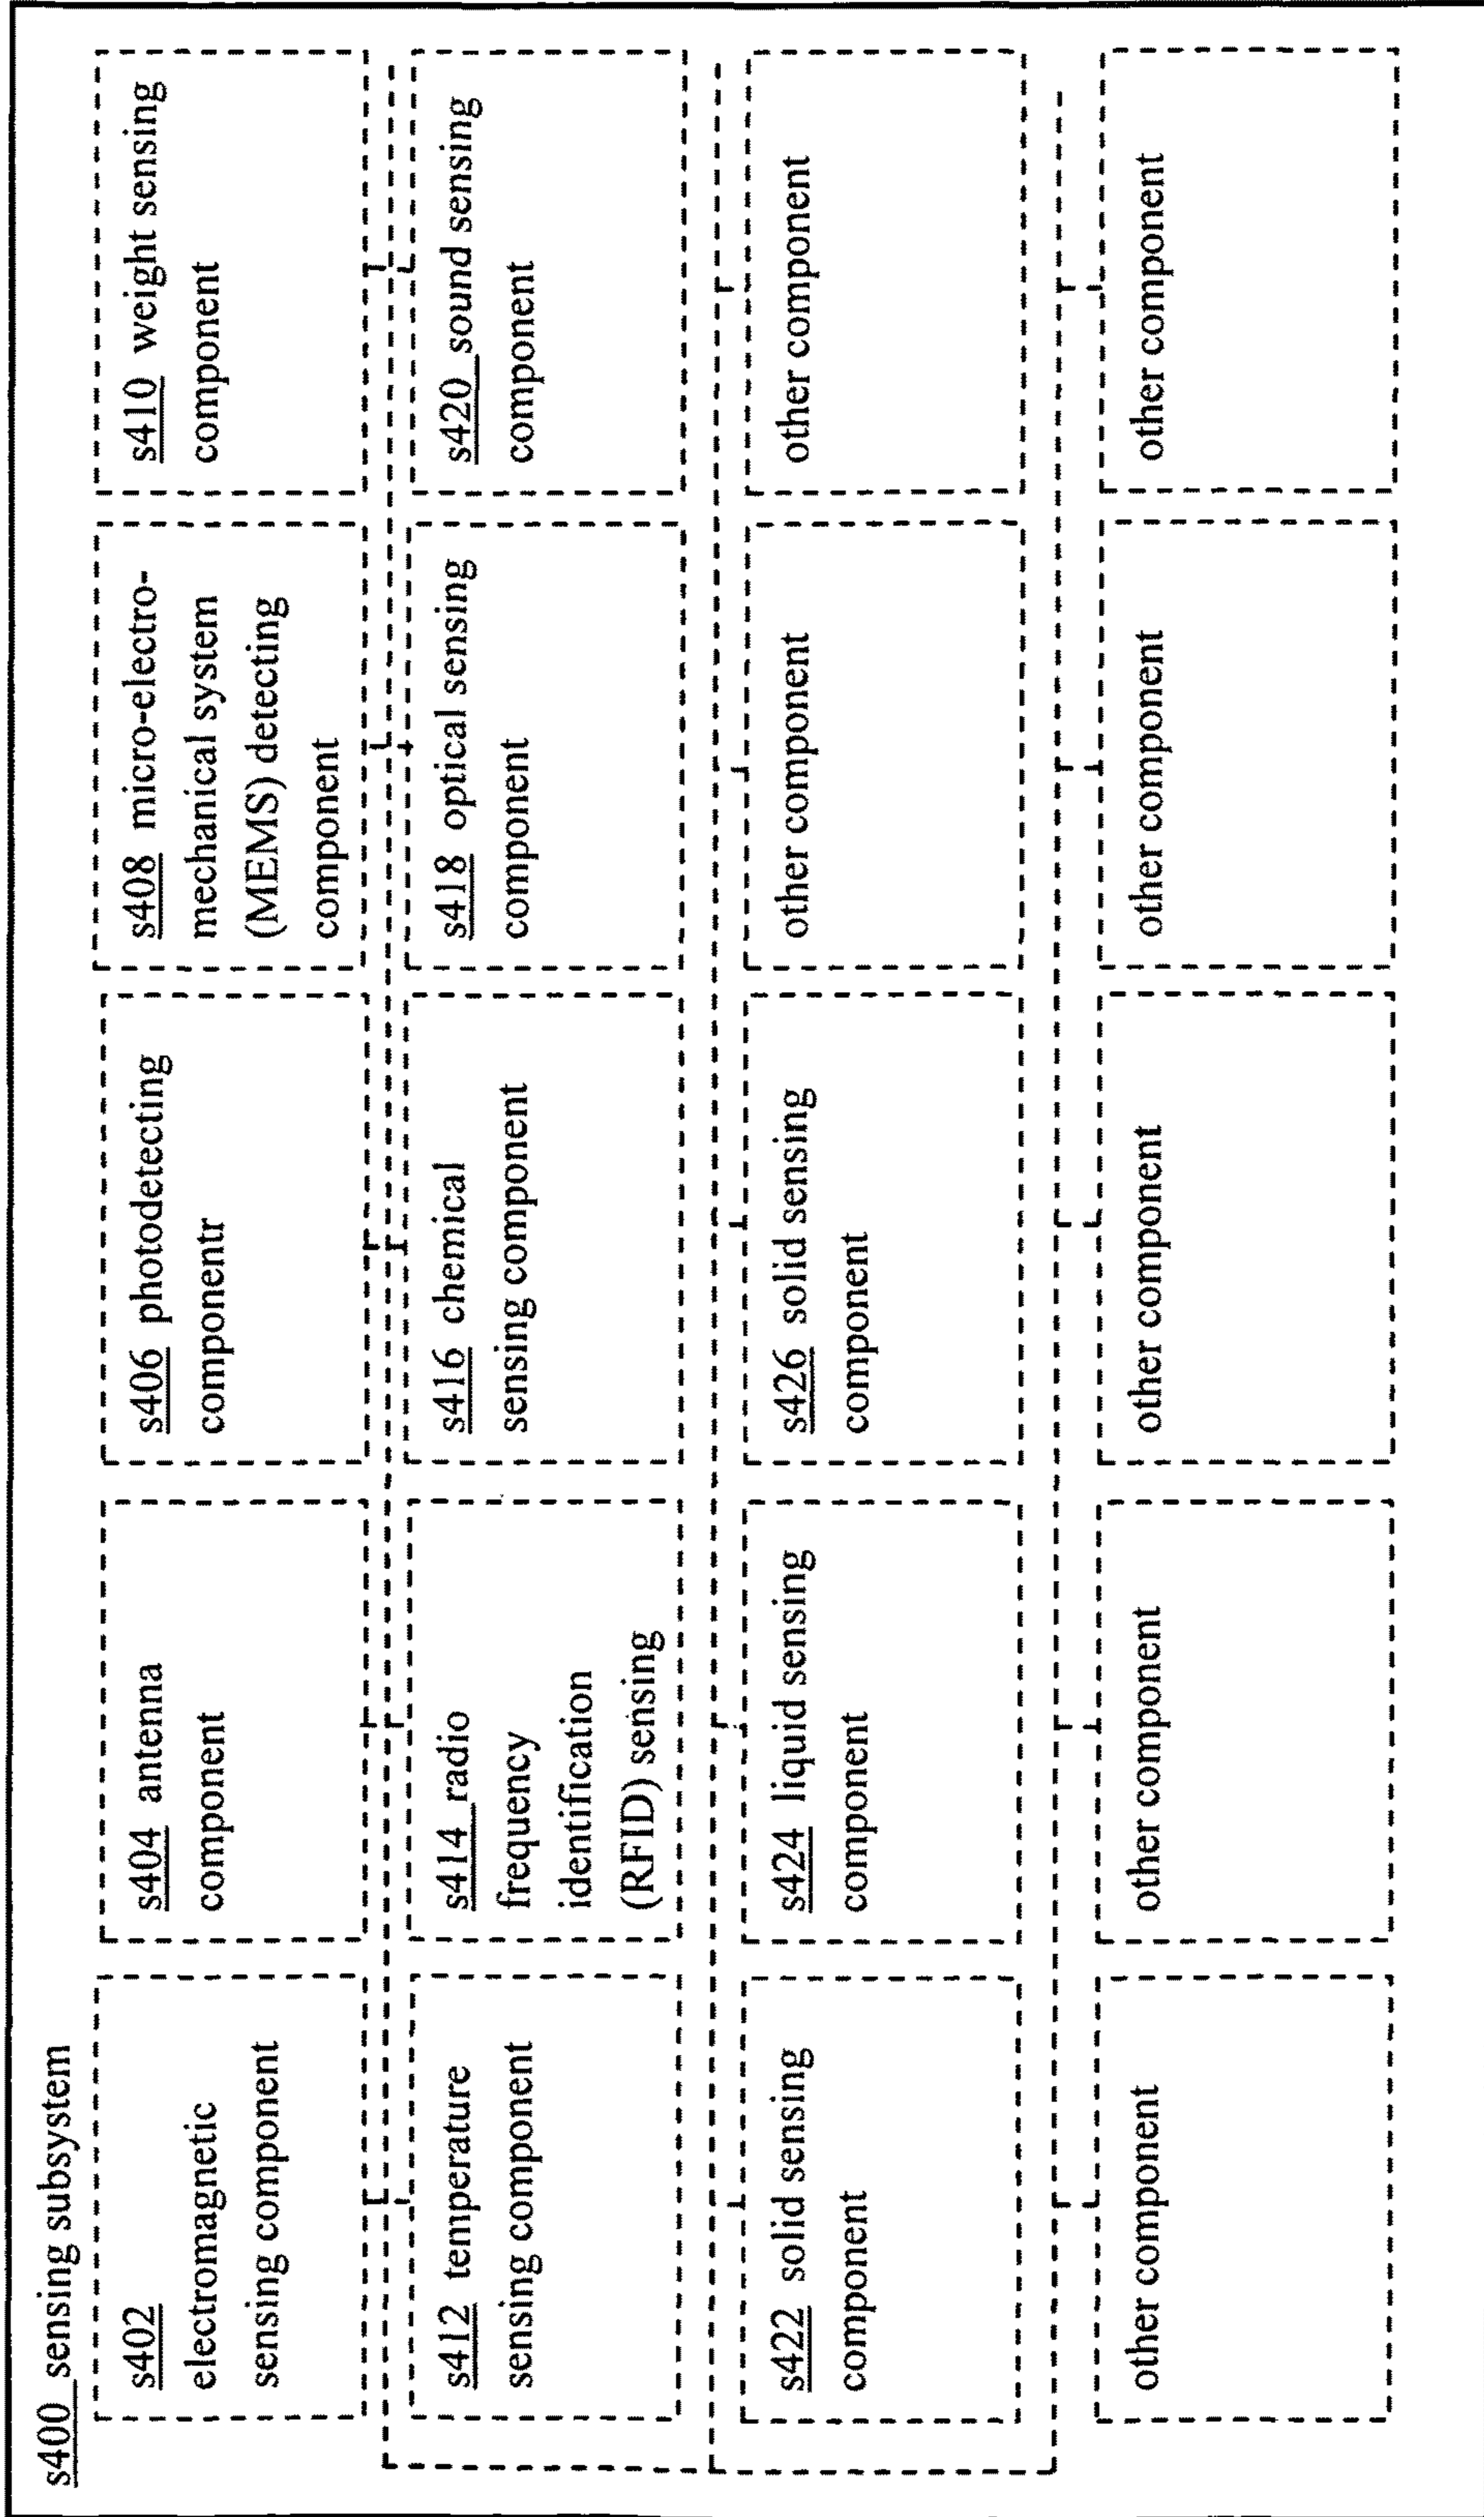 s400 sensing subsystem
s402
electromagnetic
sensing component
s404 antenna
component
s406 photodetecting
componentr
s408 micro-electro-
mechanical system
(MEMS) detecting
component
s410 weight sensing
component
s412 temperature
sensing component
s414 radio
frequency
identification
(RFID) sensing
s416 chemical
sensing component
s418 optical sensing
component
s420 sound sensing
component
s422 solid sensing
component
s424 liquid sensing
component
s426 solid sensing
component
other component
other component
other component
other component
other component
other component
other component